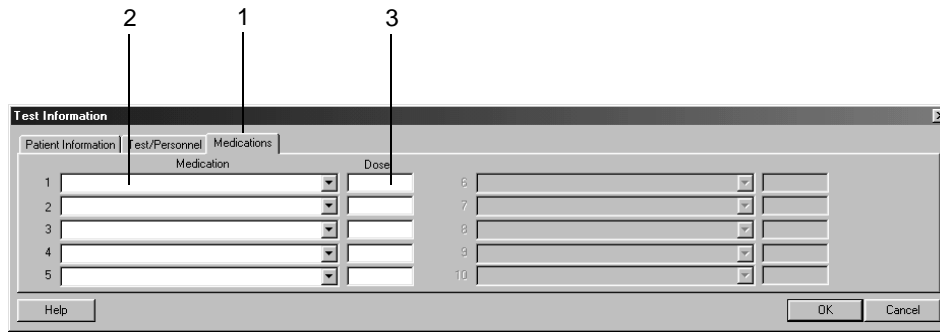 2 1 3
Test Information
Patient Information Test/Personnel Medications
Medication Dose
1 6
2 7
3 8
4 9
5 10
Help OK Cancel